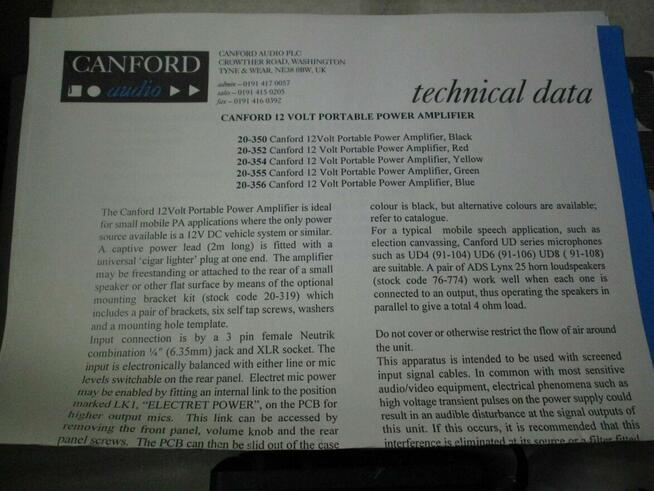 CANFORD
audio
CANFORD AUDIO PLC
CROWTHER ROAD, WASHINGTON
TYNE & WEAR, NE38 0BW, UK
admin – 0191 417 0057
sales – 0191 415 0205
fax – 0191 416 0392
technical data
CANFORD 12 VOLT PORTABLE POWER AMPLIFIER
20-350 Canford 12Volt Portable Power Amplifier, Black
20-352 Canford 12 Volt Portable Power Amplifier, Red
20-354 Canford 12 Volt Portable Power Amplifier, Yellow
20-355 Canford 12 Volt Portable Power Amplifier, Green
20-356 Canford 12 Volt Portable Power Amplifier, Blue
The Canford 12Volt Portable Power Amplifier is ideal
for small mobile PA applications where the only power
source available is a 12V DC vehicle system or similar.
A captive power lead (2m long) is fitted with a
universal 'cigar lighter' plug at one end. The amplifier
may be freestanding or attached to the rear of a small
speaker or other flat surface by means of the optional
mounting bracket kit (stock code 20-319) which
includes a pair of brackets, six self tap screws, washers
and a mounting hole template.
Input connection is by a 3 pin female Neutrik
combination ¼" (6.35mm) jack and XLR socket. The
input is electronically balanced with either line or mic
levels switchable on the rear panel. Electret mic power
may be enabled by fitting an internal link to the position
marked LK1, "ELECTRET POWER", on the PCB for
higher output mics. This link can be accessed by
removing the front panel, volume knob and the rear
panel screws. The PCB can then be slid out of the case
colour is black, but alternative colours are available;
refer to catalogue.
For a typical mobile speech application, such as
election canvassing, Canford UD series microphones
such as UD4 (91-104) UD6 (91-106) UD8 ( 91-108)
are suitable. A pair of ADS Lynx 25 horn loudspeakers
(stock code 76-774) work well when each one is
connected to an output, thus operating the speakers in
parallel to give a total 4 ohm load.
Do not cover or otherwise restrict the flow of air around
the unit.
This apparatus is intended to be used with screened
input signal cables. In common with most sensitive
audio/video equipment, electrical phenomena such as
high voltage transient pulses on the power supply could
result in an audible disturbance at the signal outputs of
this unit. If this occurs, it is recommended that this
interference is eliminated at its source or a filter fitted